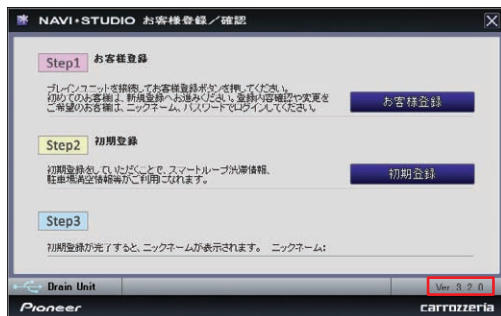 NAVI・STUDIO お客様登録／確認
Step1 お客様登録
ブレインユニットを接続してお客様登録ボタンを押してください。
初めてのお客様は、新規登録へお進みください。登録内容確認や変更を
ご希望のお客様は、ニックネーム、パスワードでログインしてください。
お客様登録
Step2 初期登録
初期登録をしていただくことで、スマートループ渋滞情報、
駐車場満空情報等がご利用になれます。
初期登録
Step3
初期登録が完了すると、ニックネームが表示されます。 ニックネーム:
Brain Unit
Ver 3.2.0
Pioneer
carrozzeria